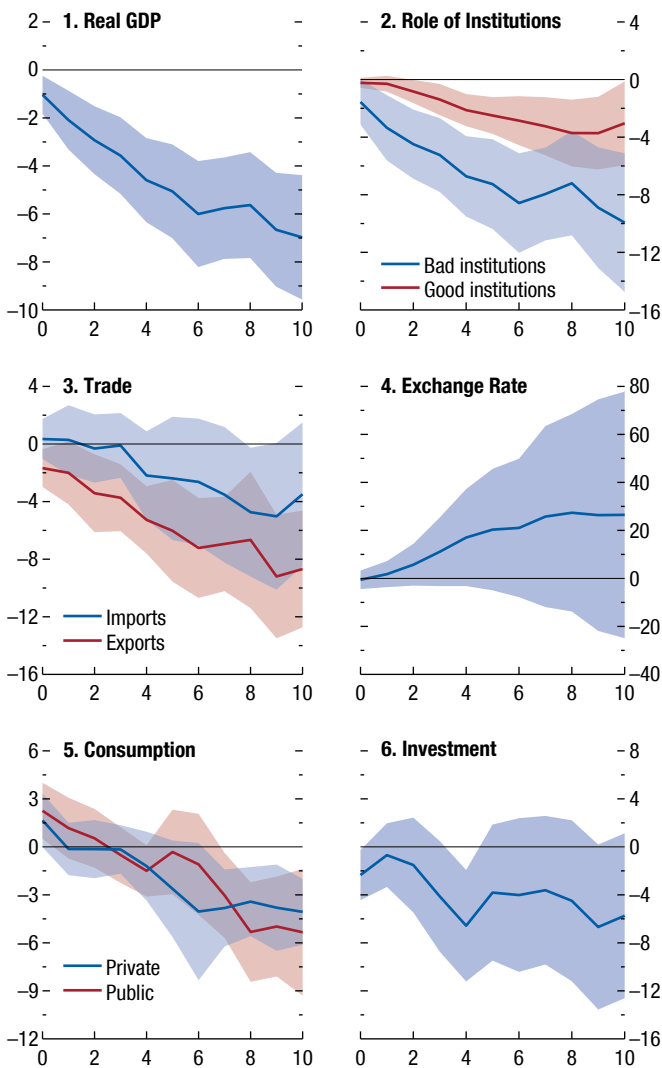 1. Real GDP
2
0
−2
−4
−6
−8
−10
0 2 4 6 8 10
2. Role of Institutions
4
0
−4
−8
−12
−16
Bad institutions
Good institutions
0 2 4 6 8 10
3. Trade
4
0
−4
−8
−12
−16
Imports
Exports
0 2 4 6 8 10
4. Exchange Rate
80
60
40
20
0
−20
−40
0 2 4 6 8 10
5. Consumption
6
3
0
−3
−6
−9
−12
Private
Public
0 2 4 6 8 10
6. Investment
8
4
0
−4
−8
−12
−16
0 2 4 6 8 10